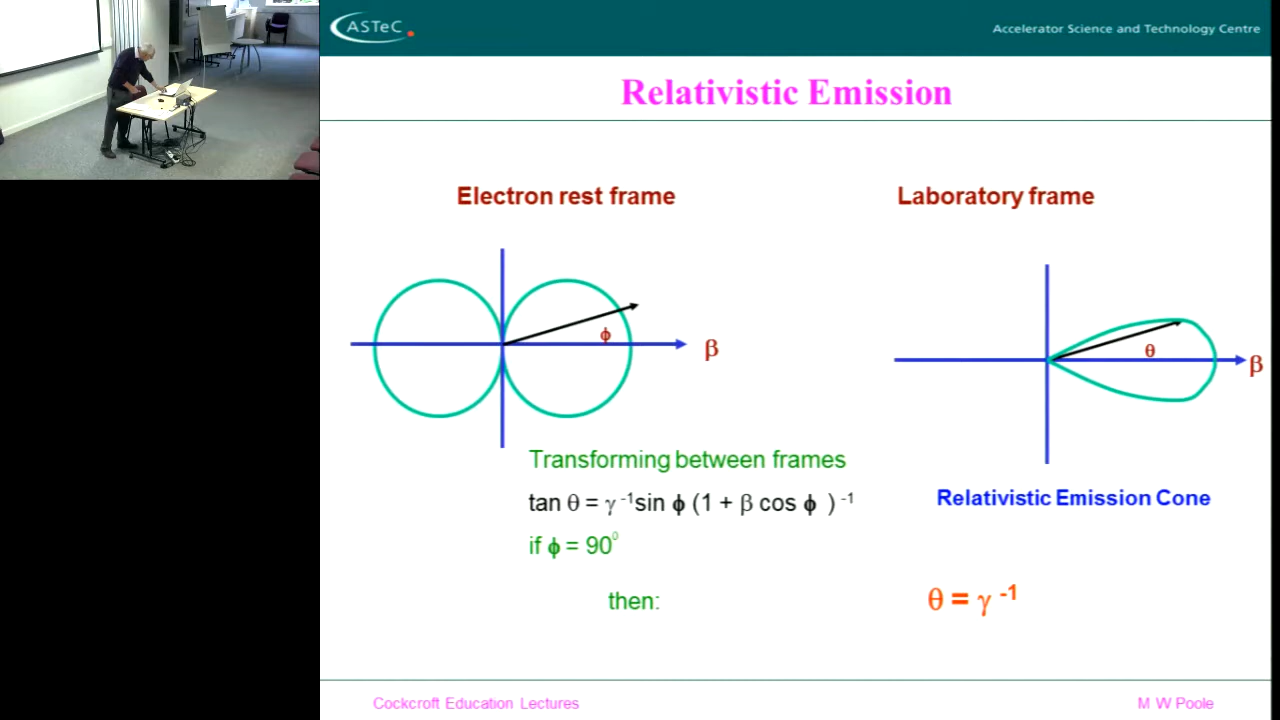 ASTeC
Accelerator Science and Technology Centre
Relativistic Emission
Electron rest frame
Laboratory frame
ϕ
β
θ
β
Transforming between frames
tan θ = γ⁻¹sin ϕ (1 + β cos ϕ )⁻¹
Relativistic Emission Cone
if ϕ = 90°
then:
θ = γ⁻¹
Cockcroft Education Lectures
M W Poole